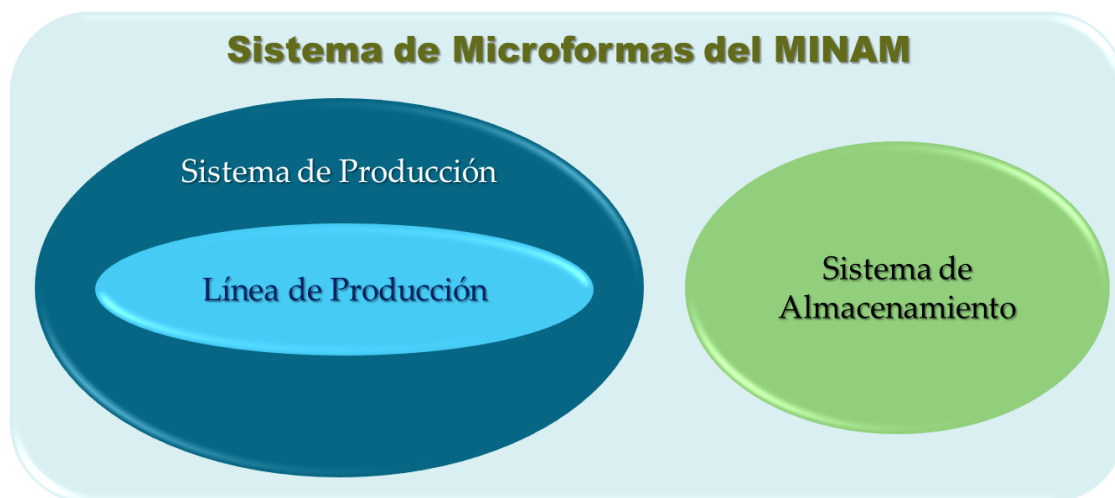 Sistema de Microformas del MINAM
Sistema de Producción
Línea de Producción
Sistema de
Almacenamiento